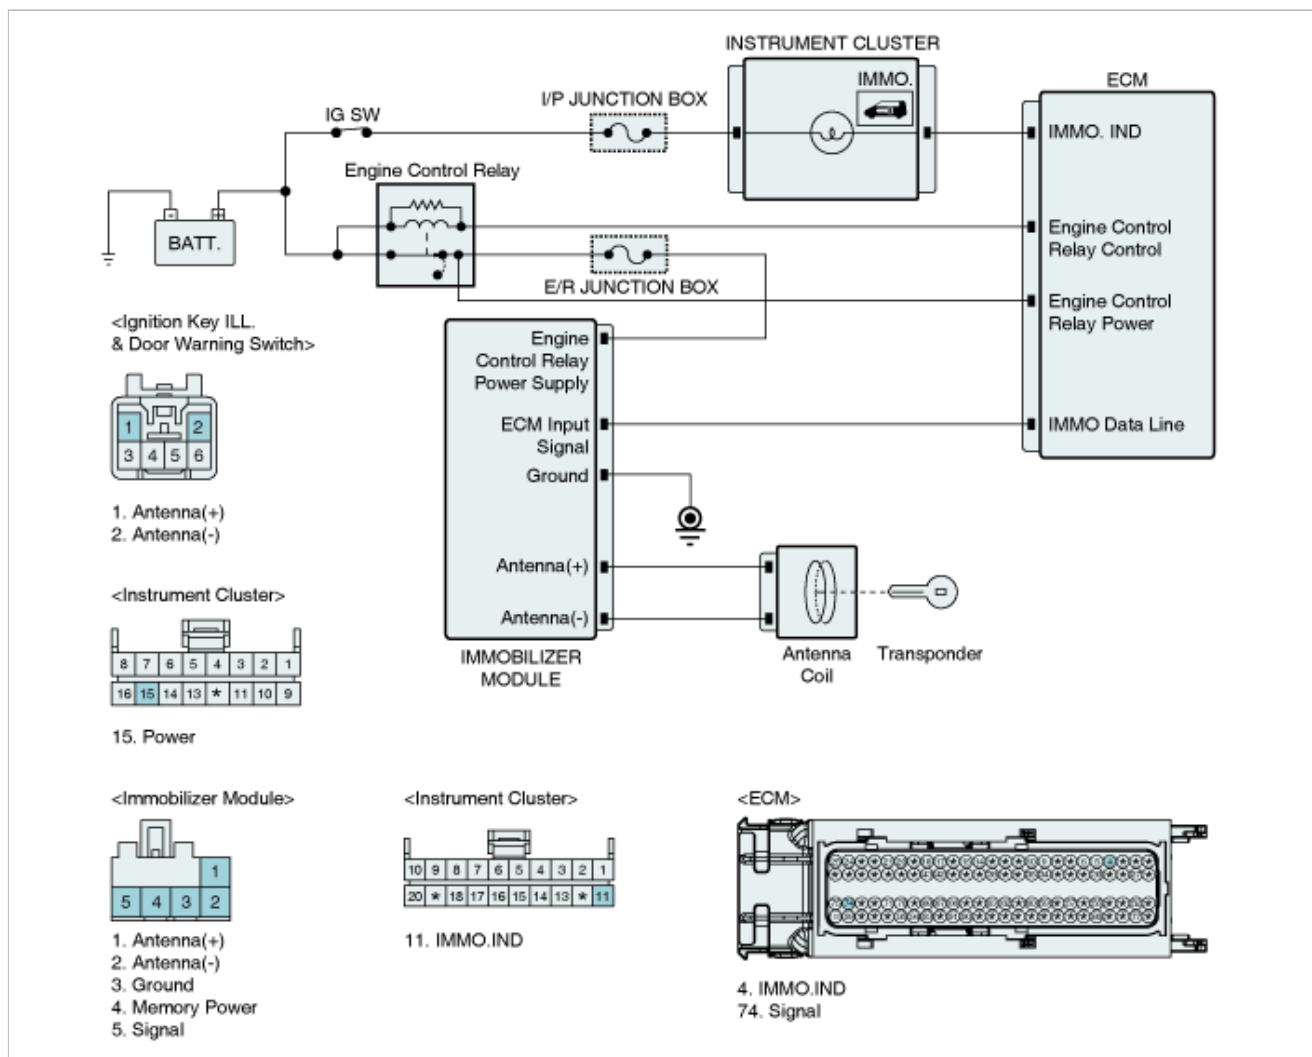 INSTRUMENT CLUSTER
IMMO.
ECM
I/P JUNCTION BOX
IG SW
IMMO. IND
Engine Control Relay
Engine Control
Relay Control
- +
BATT.
E/R JUNCTION BOX
Engine Control
Relay Power
<Ignition Key ILL.
& Door Warning Switch>
Engine
Control Relay
Power Supply
ECM Input
Signal
IMMO Data Line
Ground
1 2
3 4 5 6
1. Antenna(+)
2. Antenna(-)
Antenna(+)
Antenna(-)
IMMOBILIZER
MODULE
Antenna
Coil
Transponder
<Instrument Cluster>
8 7 6 5 4 3 2 1
16 15 14 13 * 11 10 9
15. Power
<Immobilizer Module>
1
5 4 3 2
1. Antenna(+)
2. Antenna(-)
3. Ground
4. Memory Power
5. Signal
<Instrument Cluster>
10 9 8 7 6 5 4 3 2 1
20 * 18 17 16 15 14 13 * 11
11. IMMO.IND
<ECM>
4. IMMO.IND
74. Signal